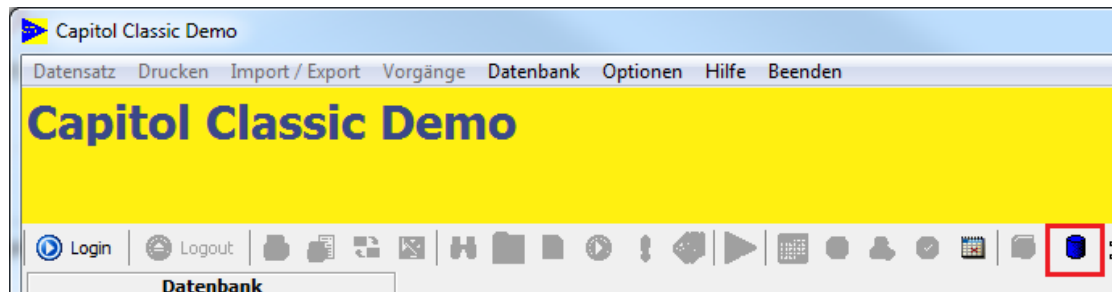 Capitol Classic Demo
Datensatz Drucken Import / Export Vorgänge Datenbank Optionen Hilfe Beenden
Capitol Classic Demo
Login Logout
Datenbank